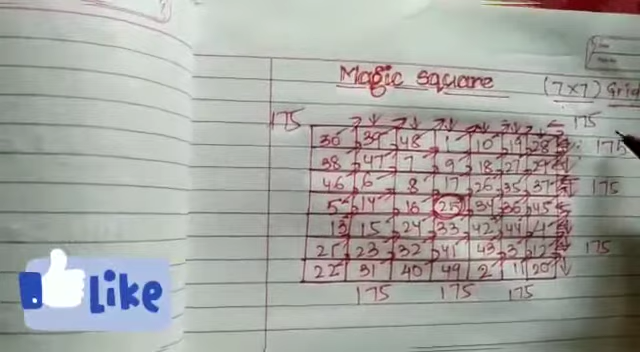 Magic square (7×7) Grid
175 175
30 39 48 1 10 19 28 175
38 47 7 9 18 27 29
46 6 8 17 26 35 37 175
5 14 16 25 34 36 45
13 15 24 33 42 44 4
21 23 32 41 43 3 12 175
22 31 40 49 2 11 20
175 175 175
Like